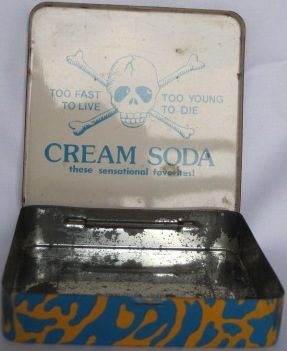 TOO FAST TOO YOUNG
TO LIVE TO DIE
CREAM SODA
these sensational favorites!